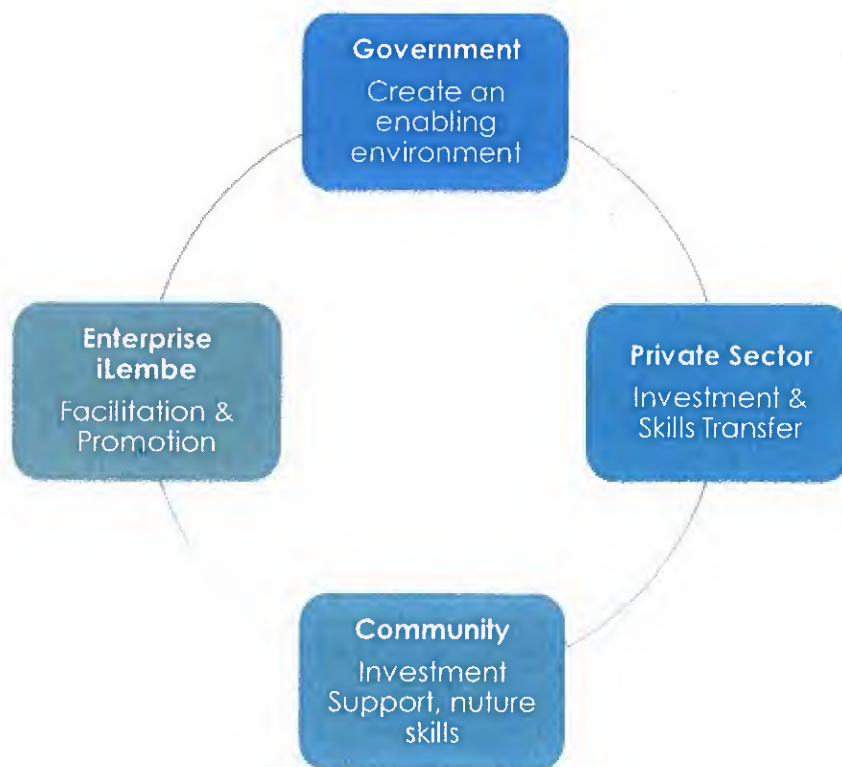 Government
Create an
enabling
environment
Enterprise
iLembe
Facilitation &
Promotion
Private Sector
Investment &
Skills Transfer
Community
Investment
Support, nuture
skills